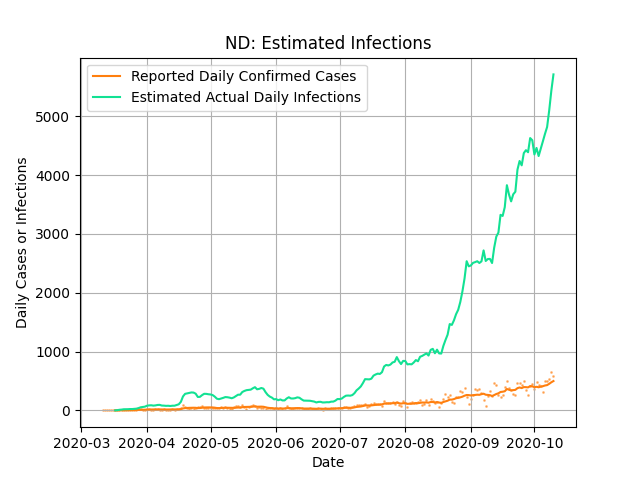 ND: Estimated Infections
Reported Daily Confirmed Cases
Estimated Actual Daily Infections
Daily Cases or Infections
5000
4000
3000
2000
1000
0
2020-03 2020-04 2020-05 2020-06 2020-07 2020-08 2020-09 2020-10
Date